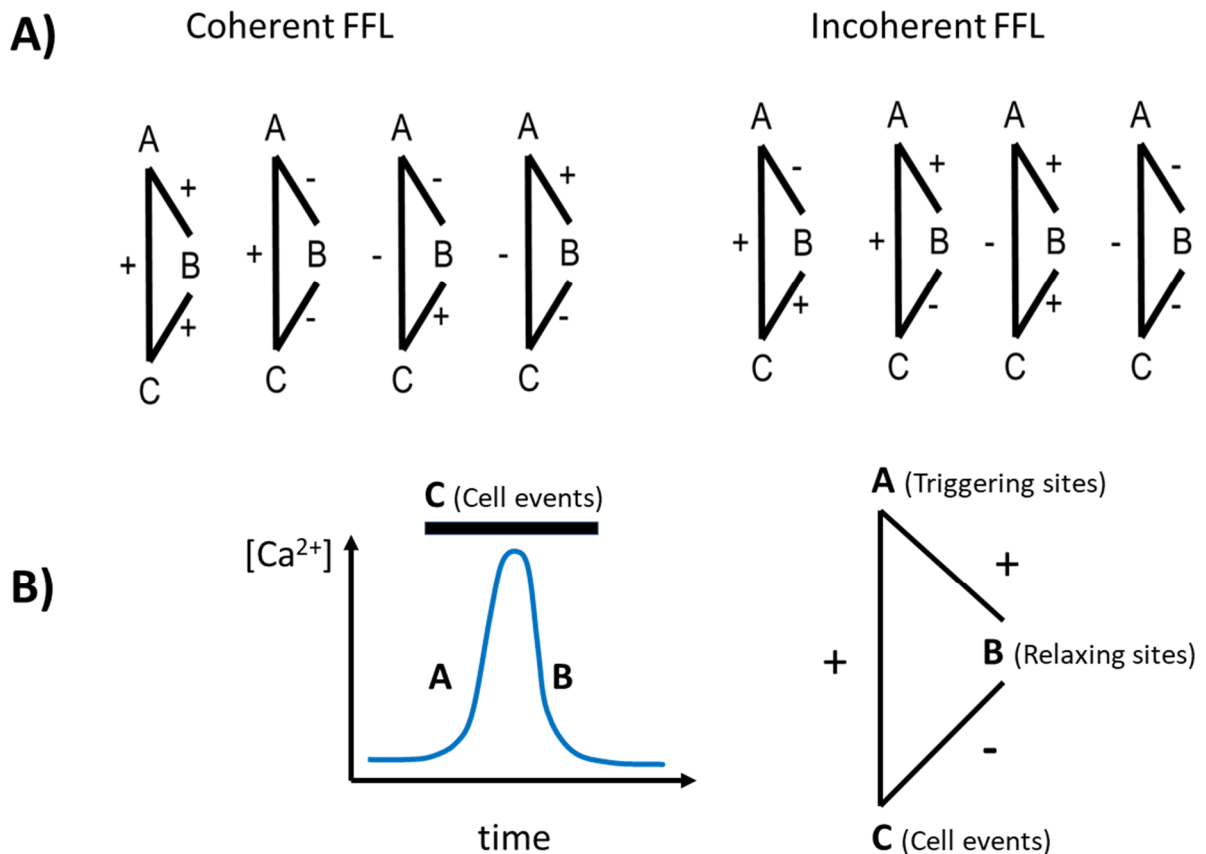 A)
Coherent FFL
Incoherent FFL
A A A A A A A A
+ - - + - + + -
+ + - - + + - -
B B B B B B B B
+ - + - + - + -
C C C C C C C C
B)
C (Cell events)
[Ca²⁺]
A B
time
A (Triggering sites)
+
+
B (Relaxing sites)
-
C (Cell events)